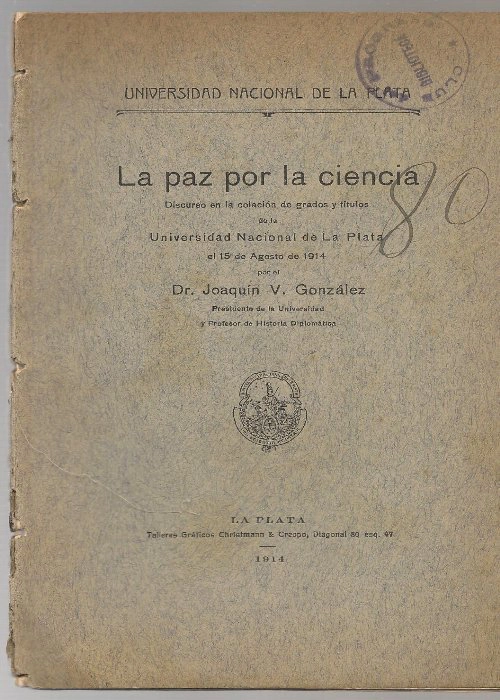 UNIVERSIDAD NACIONAL DE LA PLATA
La paz por la ciencia
80
Discurso en la colación de grados y títulos
de la
Universidad Nacional de La Plata
el 15 de Agosto de 1914
por el
Dr. Joaquín V. González
Presidente de la Universidad
y Profesor de Historia Diplomática
LA PLATA
Talleres Gráficos Christmann & Crespo, Diagonal 80 esq. 47
1914